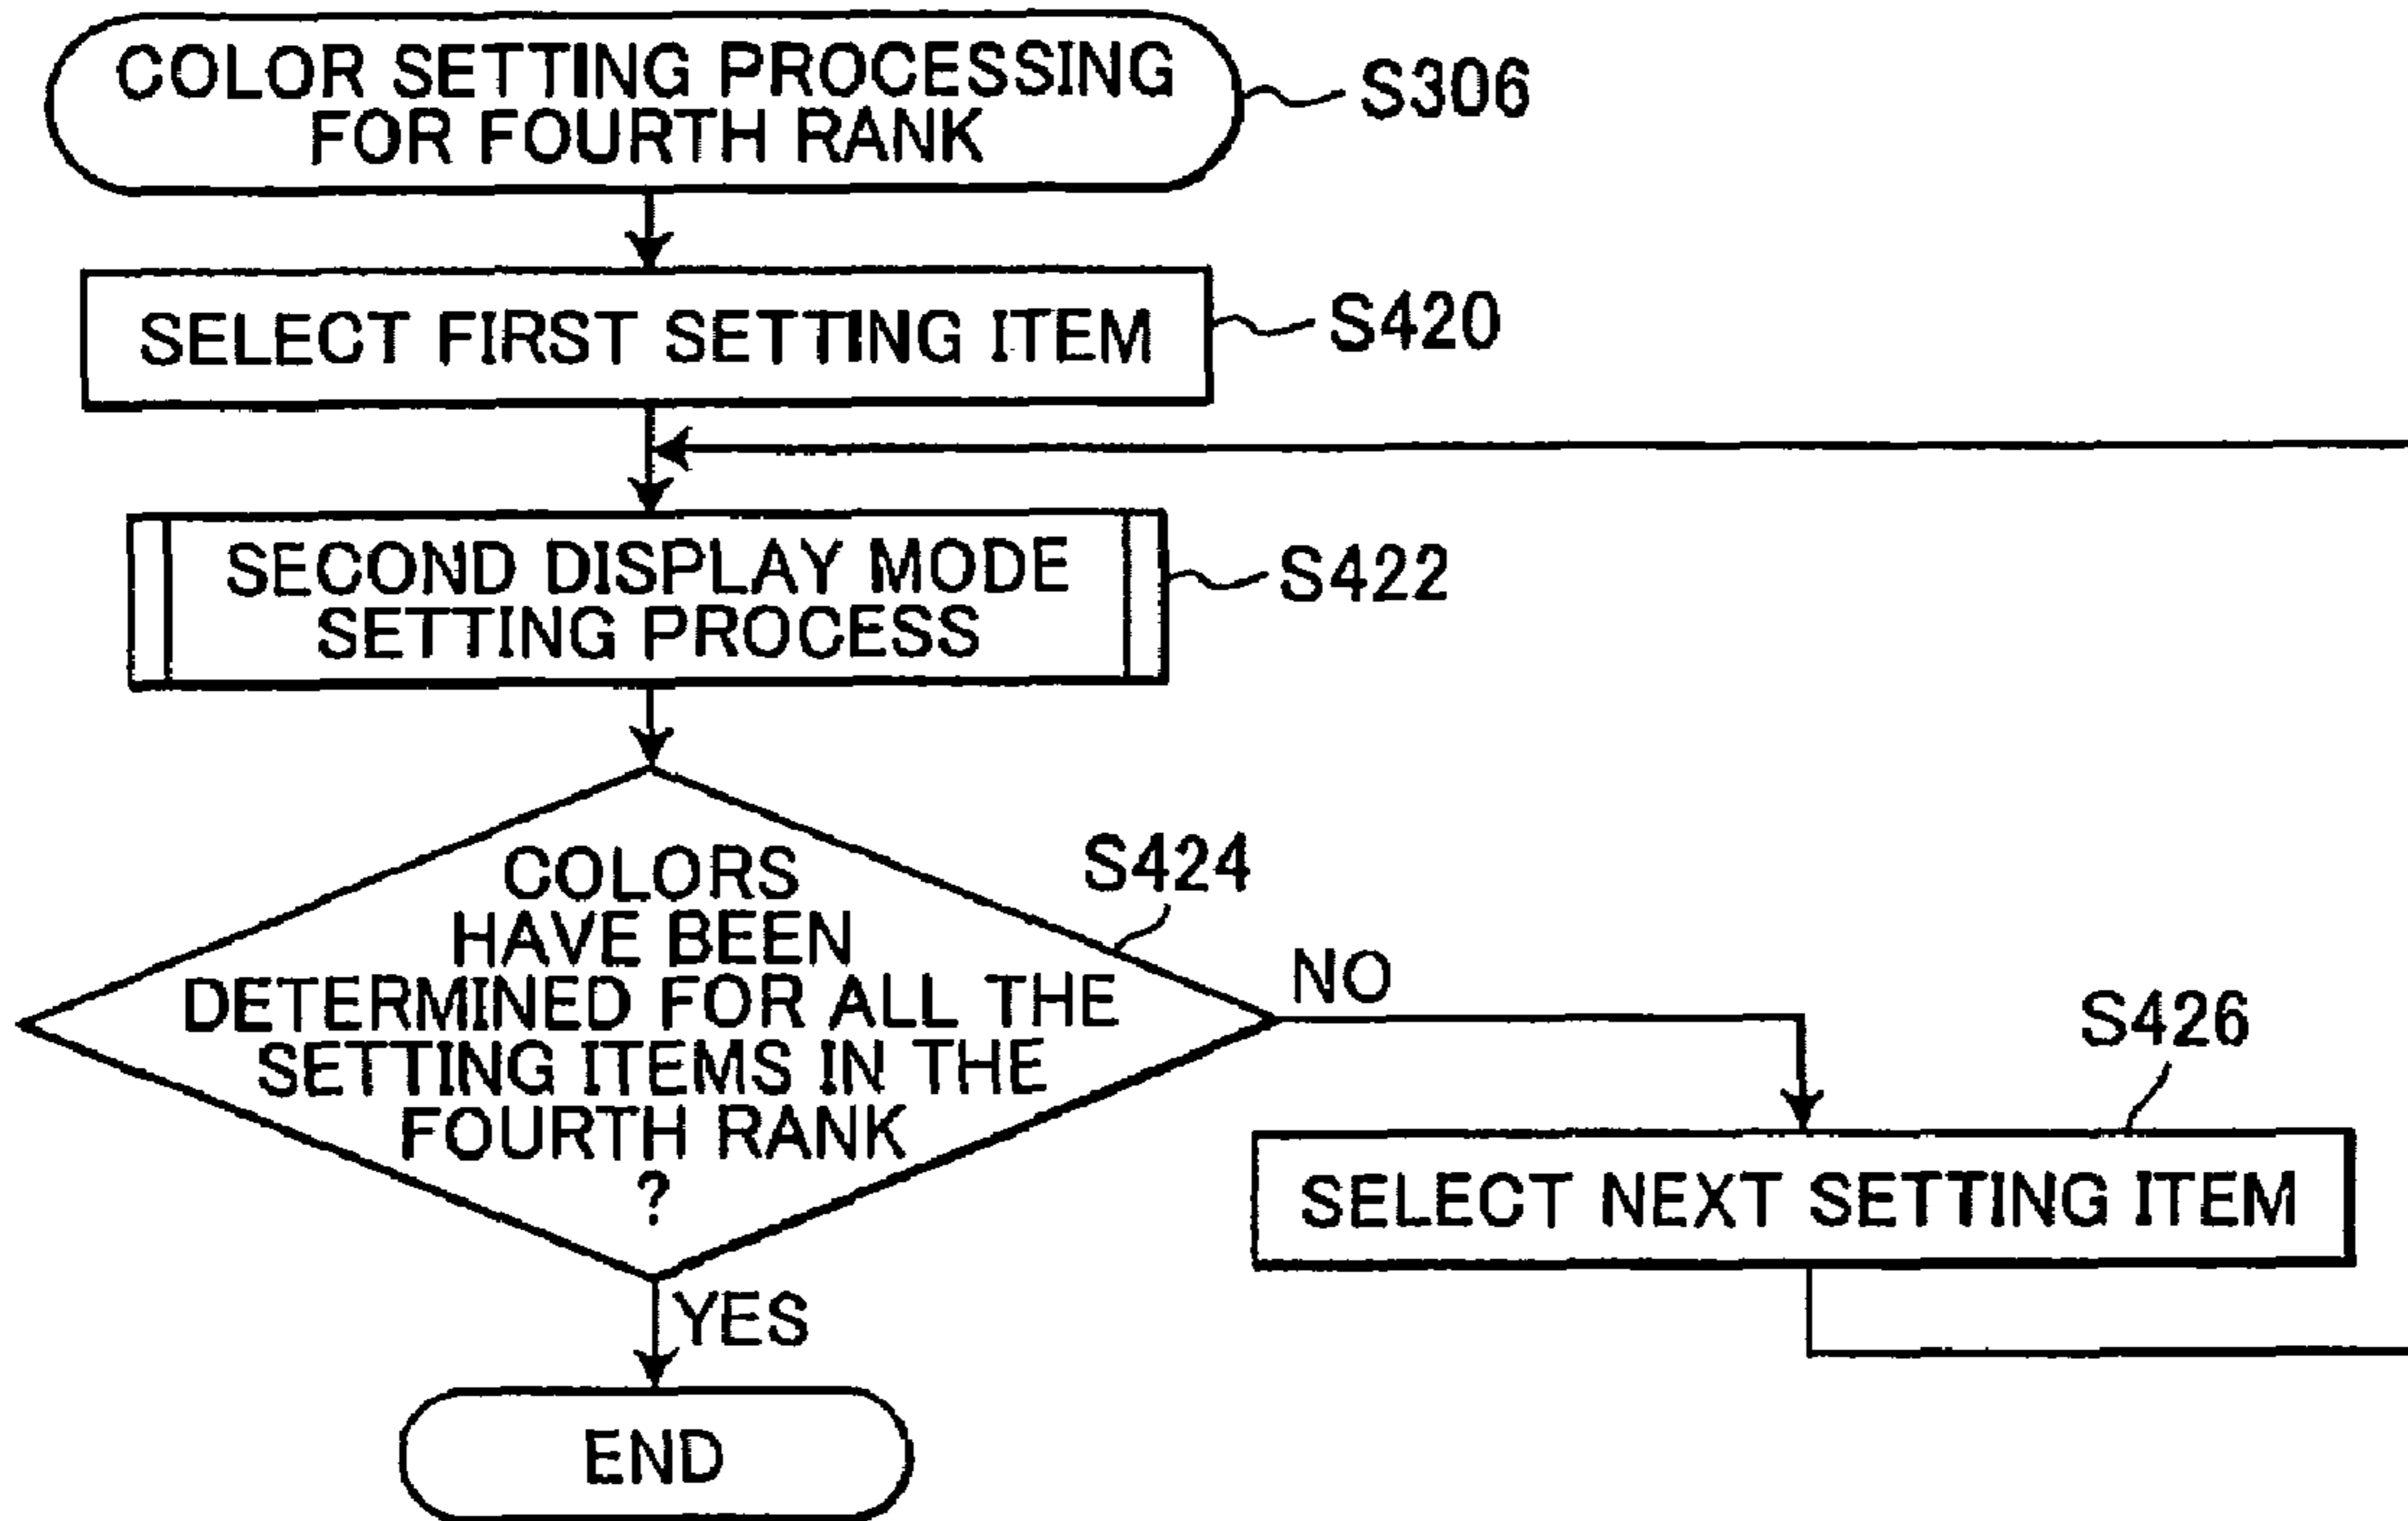 COLOR SETTING PROCESSING
FOR FOURTH RANK
S306
SELECT FIRST SETTING ITEM
S420
SECOND DISPLAY MODE
SETTING PROCESS
S422
COLORS
HAVE BEEN
DETERMINED FOR ALL THE
SETTING ITEMS IN THE
FOURTH RANK
?
S424
NO
S426
SELECT NEXT SETTING ITEM
YES
END